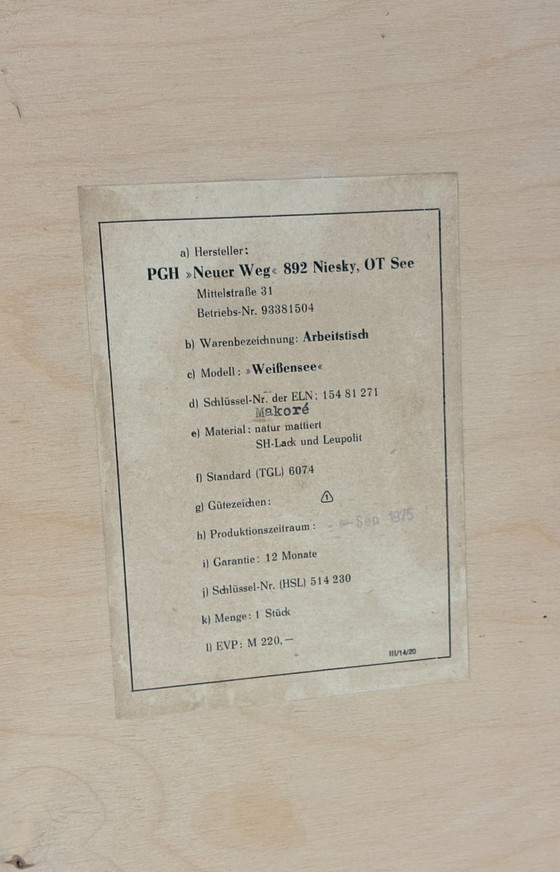 a) Hersteller:
PGH »Neuer Weg« 892 Niesky, OT See
Mittelstraße 31
Betriebs-Nr. 93381504
b) Warenbezeichnung: Arbeitstisch
c) Modell: »Weißensee«
d) Schlüssel-Nr. der ELN: 154 81 271
Makoré
e) Material: natur mattiert
SH-Lack und Leupolit
f) Standard (TGL) 6074
g) Gütezeichen: 1
h) Produktionszeitraum: Sep 1975
i) Garantie: 12 Monate
j) Schlüssel-Nr. (HSL) 514 230
k) Menge: 1 Stück
l) EVP: M 220,—
III/14/20